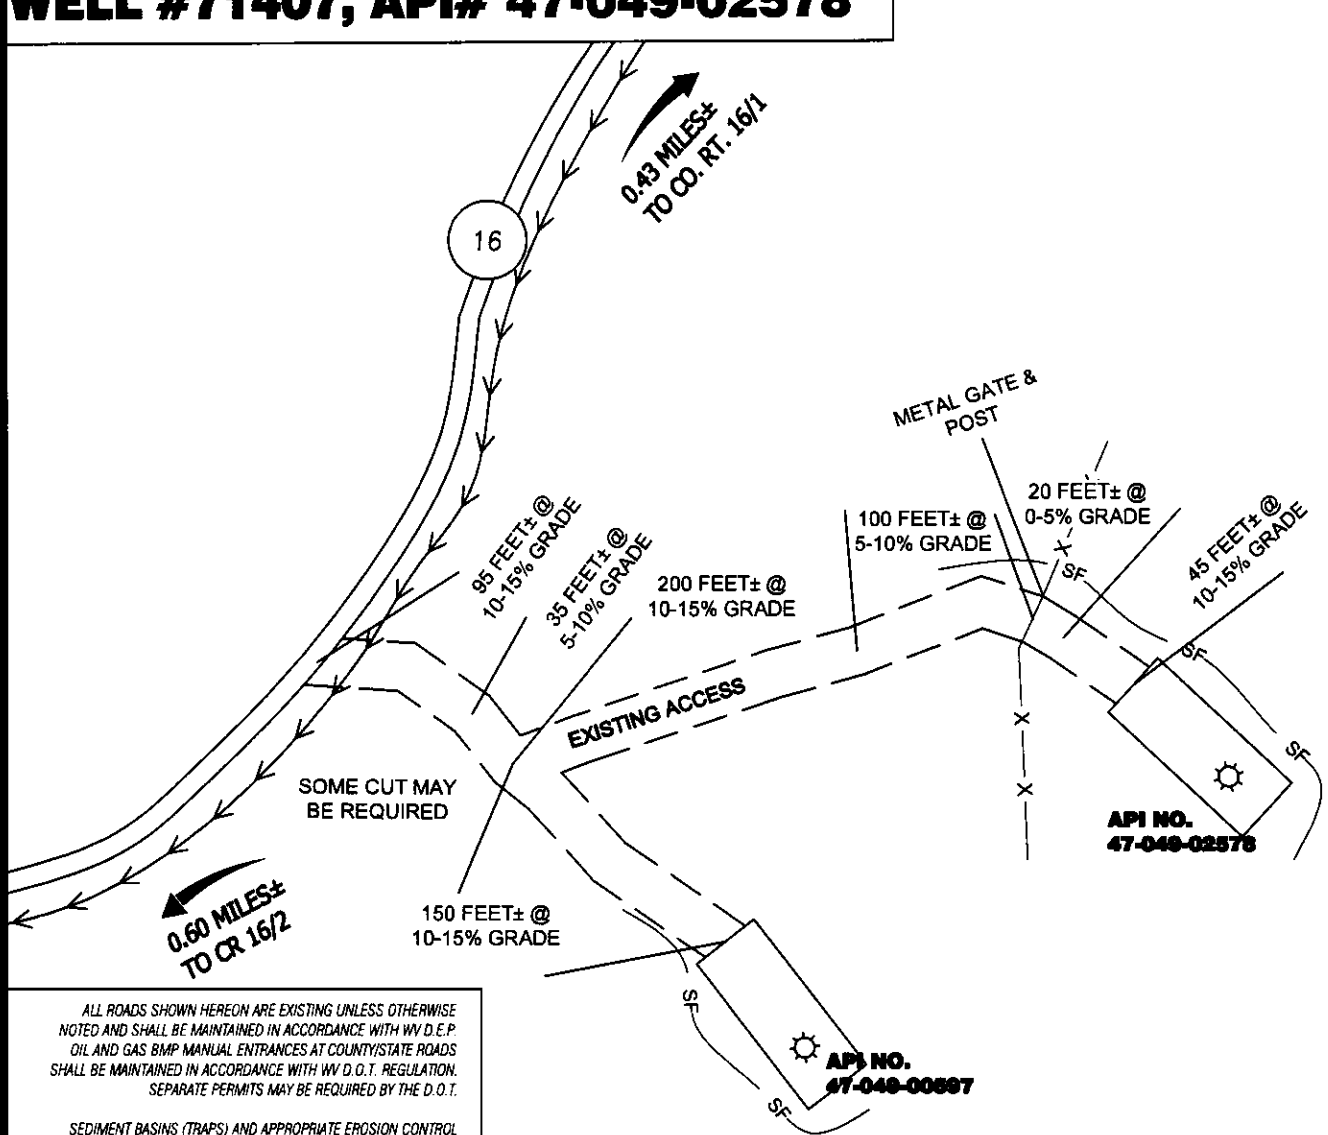 WELL #71407, API# 47-049-02578
0.43 MILES±
TO CO. RT. 16/1
16
METAL GATE &
POST
95 FEET± @
10-15% GRADE
35 FEET± @
5-10% GRADE
200 FEET± @
10-15% GRADE
100 FEET± @
5-10% GRADE
20 FEET± @
0-5% GRADE
45 FEET± @
10-15% GRADE
X
SF
SF
EXISTING ACCESS
X
SF
SOME CUT MAY
BE REQUIRED
X
API NO.
47-049-02578
0.60 MILES±
TO CR 16/2
150 FEET± @
10-15% GRADE
SF
API NO.
47-049-00597
SF
ALL ROADS SHOWN HEREON ARE EXISTING UNLESS OTHERWISE
NOTED AND SHALL BE MAINTAINED IN ACCORDANCE WITH WV D.E.P.
OIL AND GAS BMP MANUAL ENTRANCES AT COUNTY/STATE ROADS
SHALL BE MAINTAINED IN ACCORDANCE WITH WV D.O.T. REGULATION.
SEPARATE PERMITS MAY BE REQUIRED BY THE D.O.T.
SEDIMENT BASINS (TRAPS) AND APPROPRIATE EROSION CONTROL